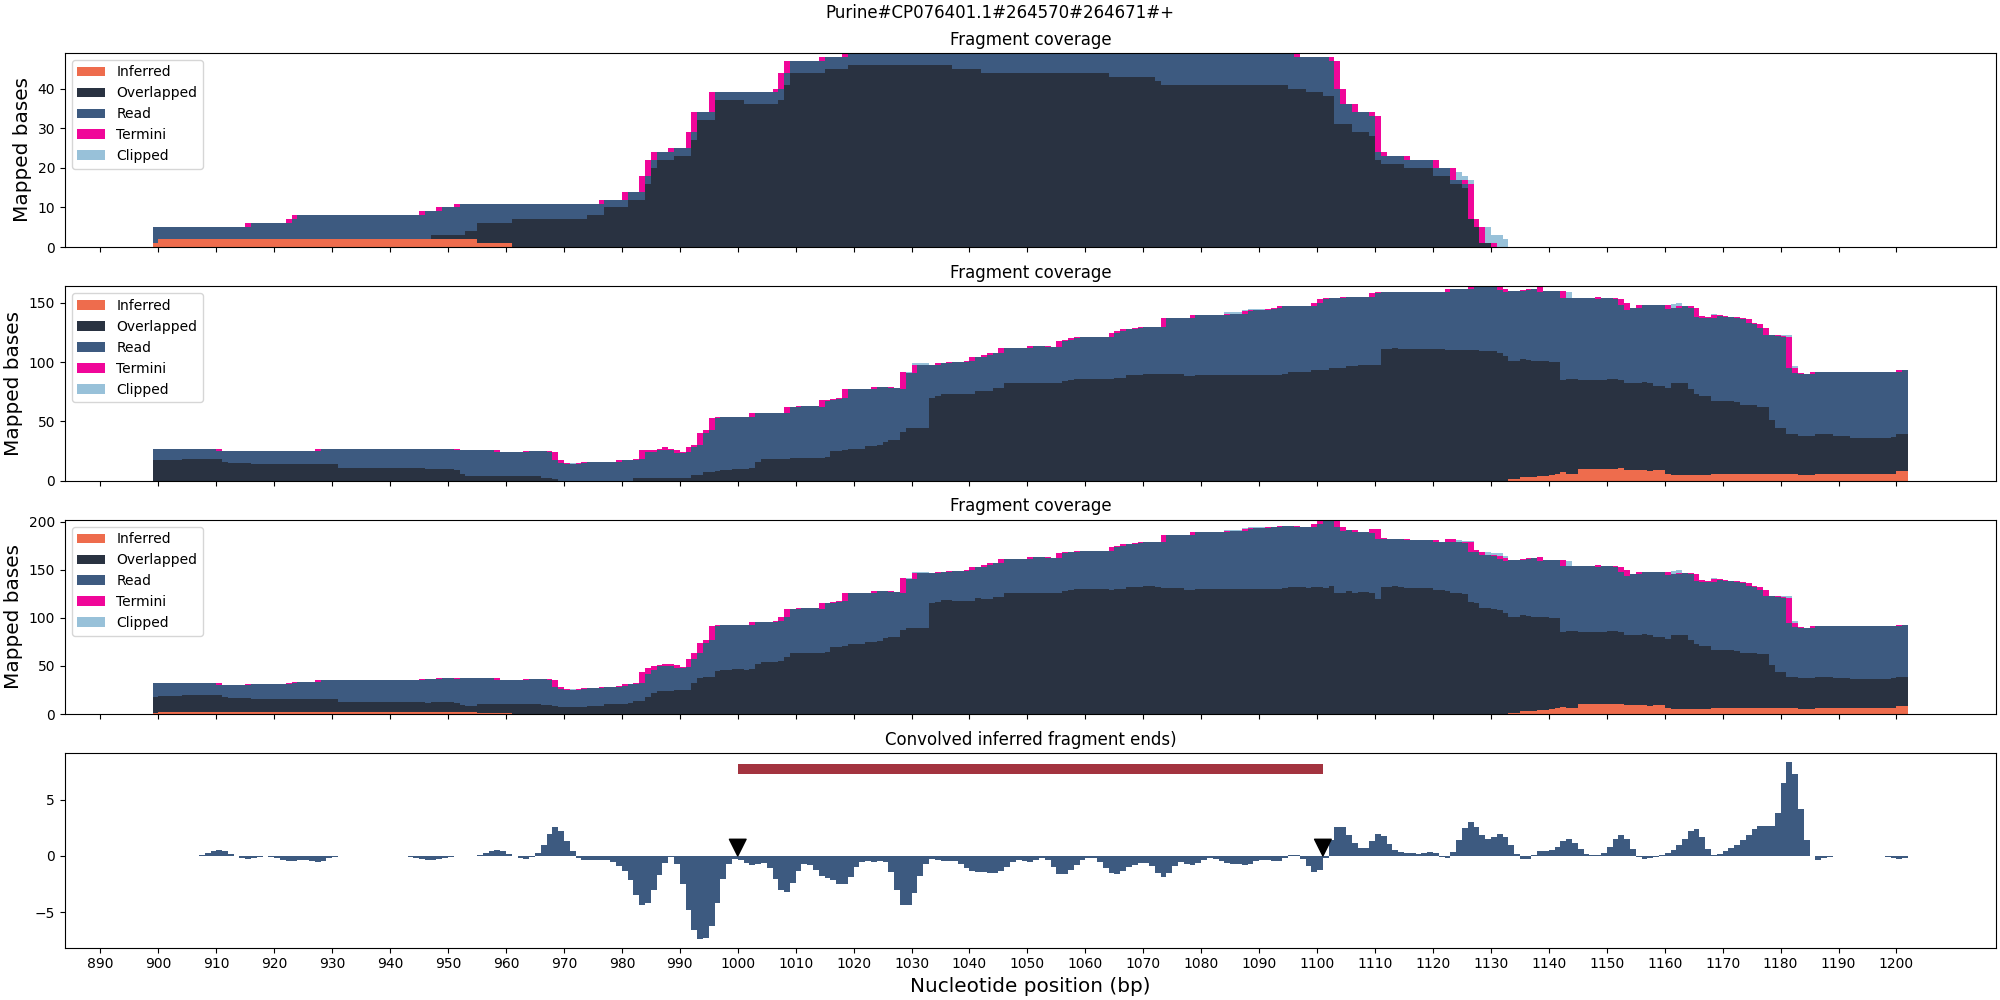 Purine#CP076401.1#264570#264671#+
Fragment coverage
Mapped bases
40
30
20
10
0
Inferred
Overlapped
Read
Termini
Clipped
Fragment coverage
Mapped bases
150
100
50
0
Inferred
Overlapped
Read
Termini
Clipped
Fragment coverage
Mapped bases
200
150
100
50
0
Inferred
Overlapped
Read
Termini
Clipped
Convolved inferred fragment ends)
5
0
−5
890 900 910 920 930 940 950 960 970 980 990 1000 1010 1020 1030 1040 1050 1060 1070 1080 1090 1100 1110 1120 1130 1140 1150 1160 1170 1180 1190 1200
Nucleotide position (bp)